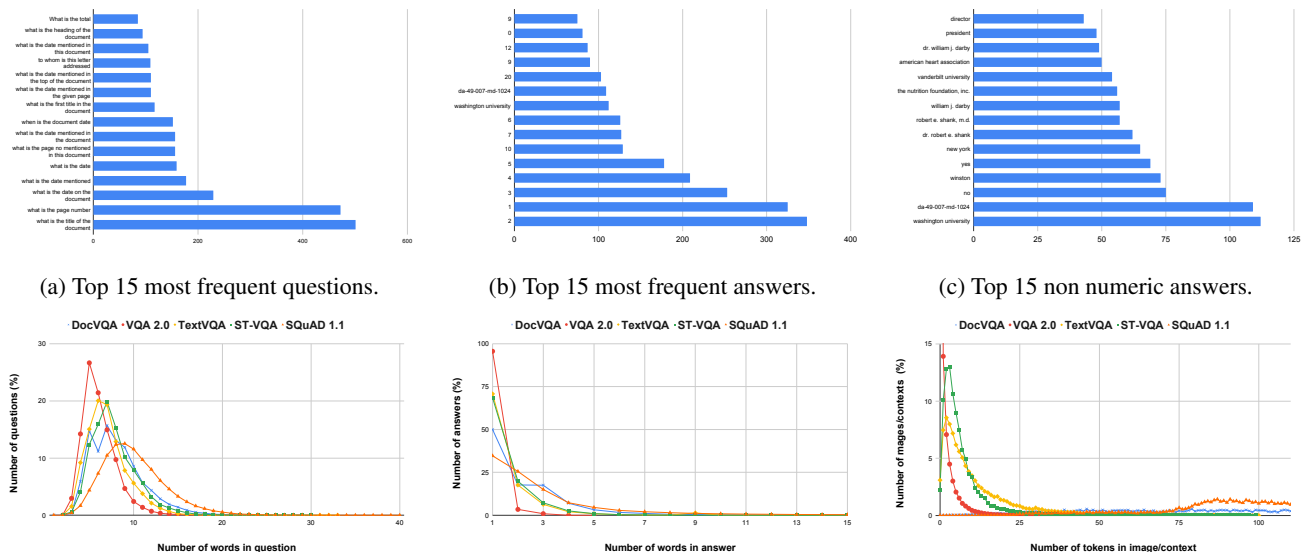 What is the total
what is the heading of the
document
what is the date mentioned in
this document
to whom is this letter
addressed
what is the date mentioned in
the top of the document
what is the date mentioned in
the given page
what is the first title in the
document
when is the document date
what is the date mentioned in
the document
what is the page no mentioned
in this document
what is the date
what is the date mentioned
what is the date on the
document
what is the page number
what is the title of the
document
0
200
400
600
(a) Top 15 most frequent questions.
.9
0
12
9
20
da-49-007-md-1024
washington university
6
7
10
5
4
3
1
2
0
100
200
300
400
(b) Top 15 most frequent answers.
director
president
dr. william j. darby
american heart association
vanderbilt university
the nutrition foundation, inc.
william j. darby
robert e. shank, m.d.
dr. robert e. shank
new york
yes
winston
no
da-49-007-md-1024
washington university
0
25
50
75
100
125
(c) Top 15 non numeric answers.
DocVQA VQA 2.0 TextVQA ST-VQA SQuAD 1.1
Number of questions (%)
30
20
10
0
10
20
30
40
Number of words in question
DocVQA VQA 2.0 TextVQA ST-VQA SQuAD 1.1
Number of answers (%)
100
75
50
25
0
1
3
5
7
9
11
13
15
Number of words in answer
DocVQA VQA 2.0 TextVQA ST-VQA SQuAD 1.1
Number of mages/contexts (%)
15
10
5
0
0
25
50
75
100
Number of tokens in image/context